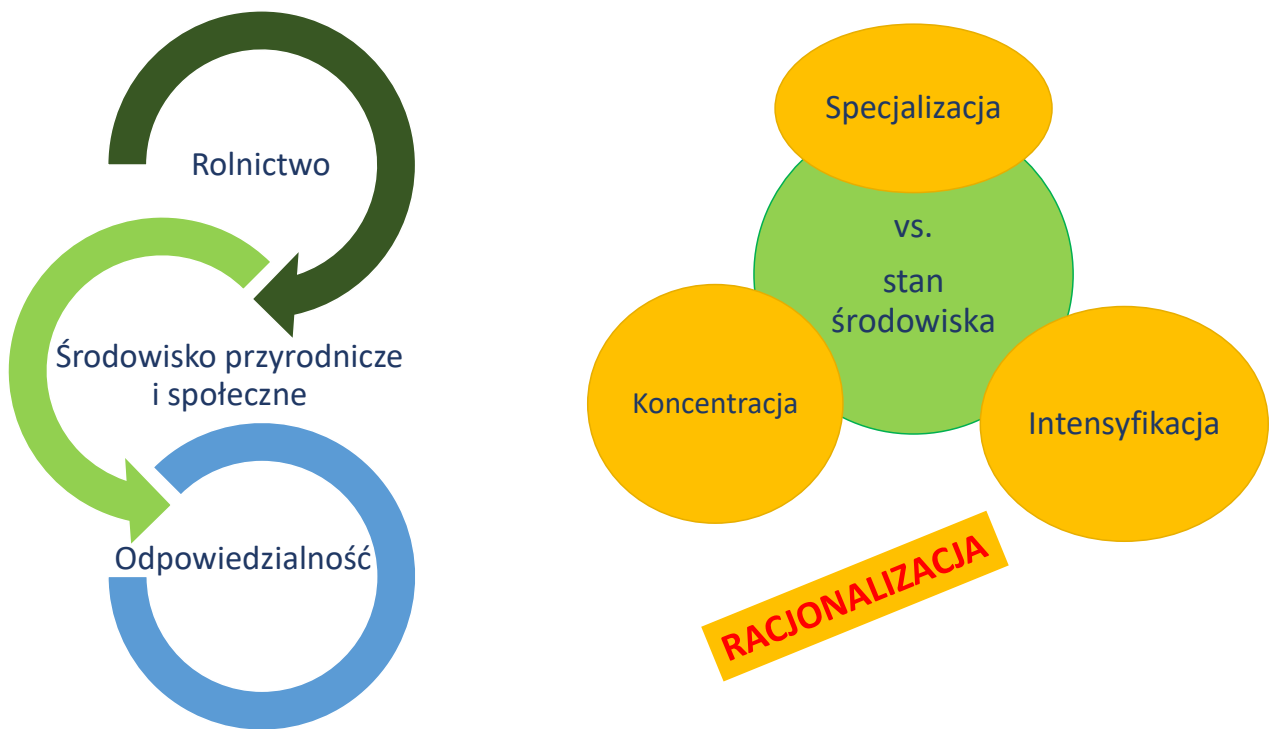 Rolnictwo
Środowisko przyrodnicze
i społeczne
Odpowiedzialność
Specjalizacja
vs.
stan
środowiska
Koncentracja
Intensyfikacja
RACJONALIZACJA